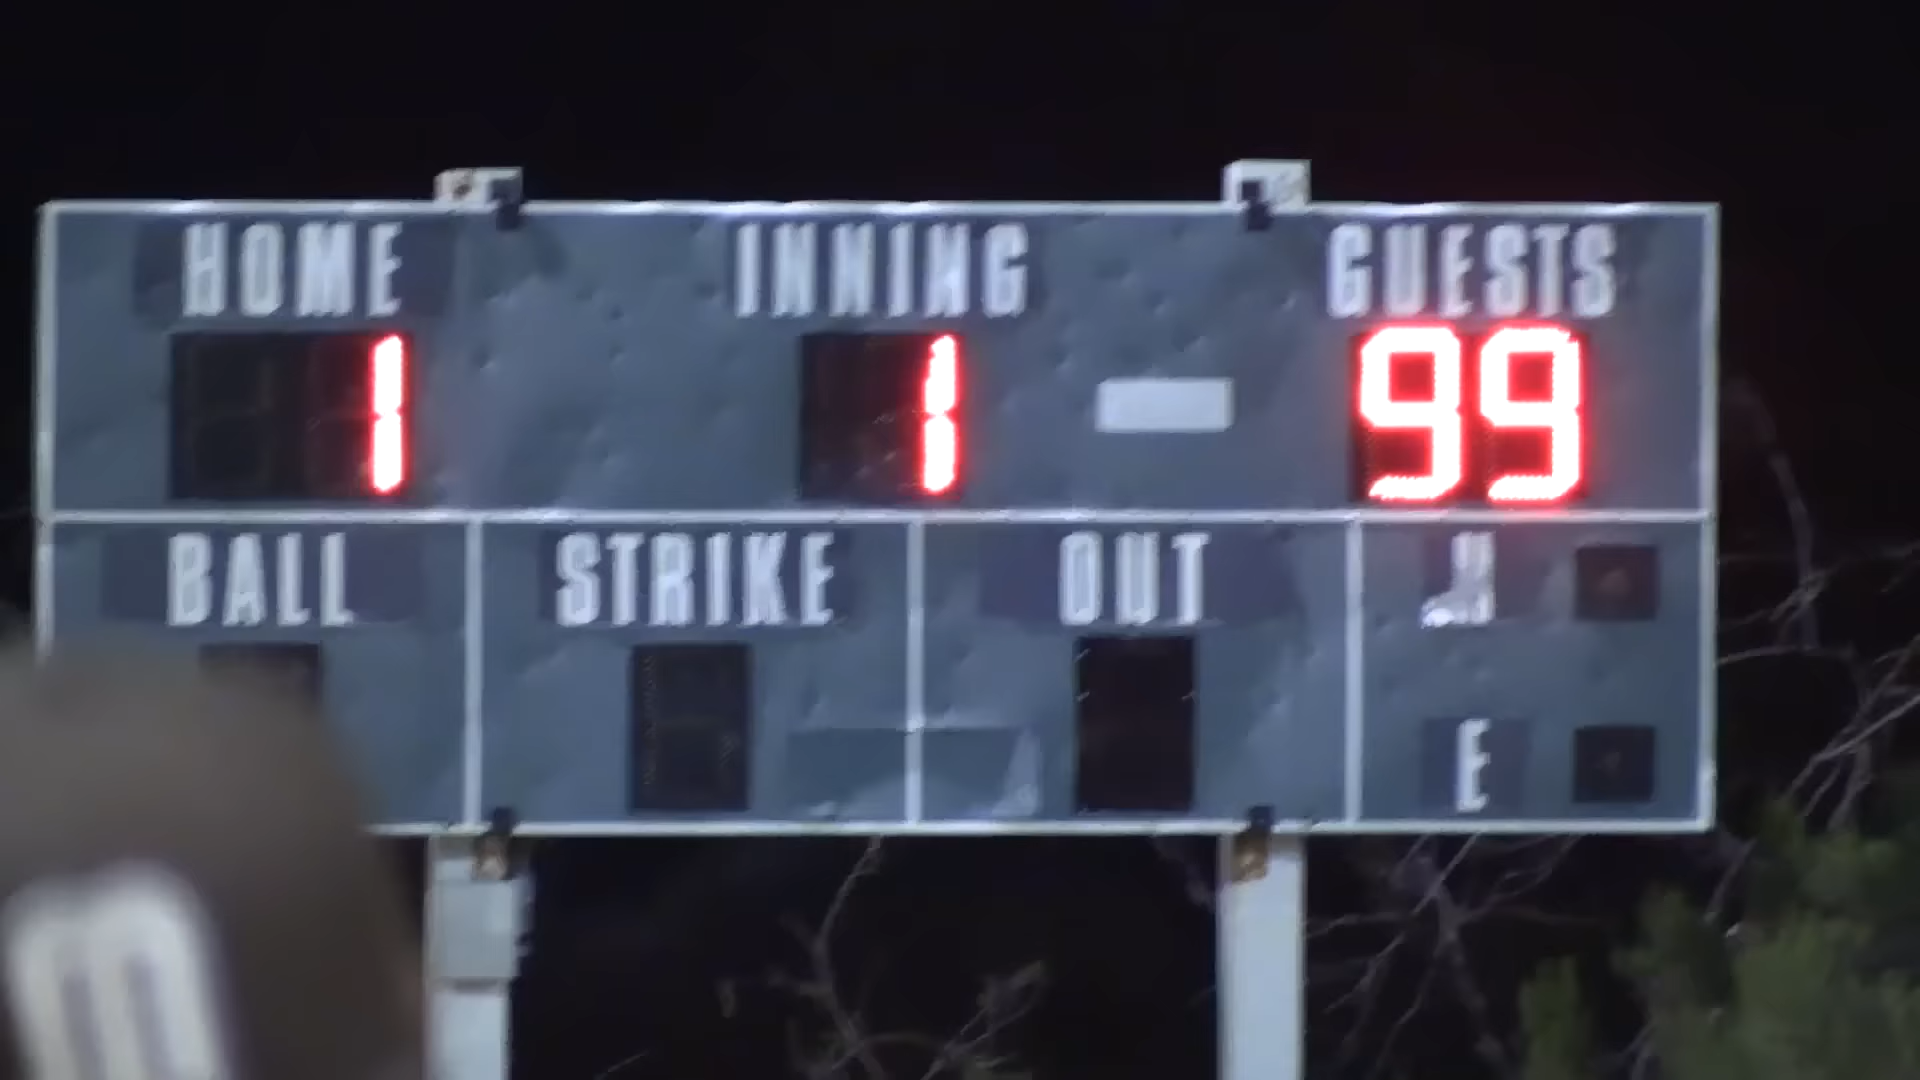 HOME INNING GUESTS
1 1 99
BALL STRIKE OUT H
E